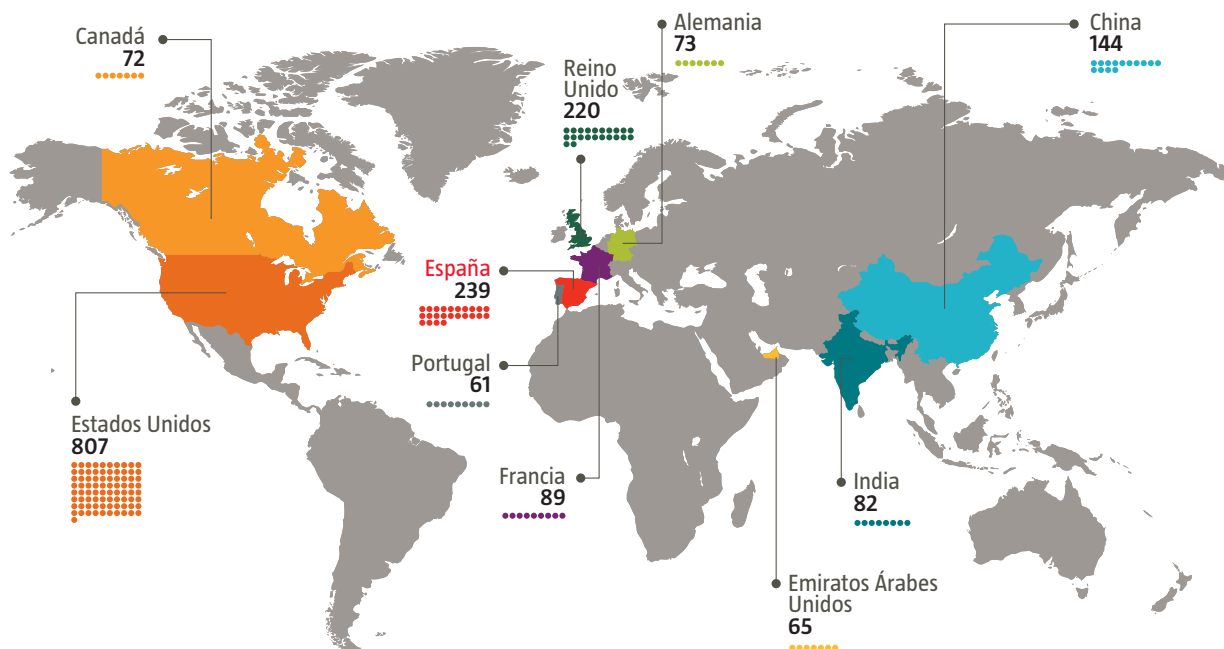 Canadá
72
Alemania
73
China
144
Reino
Unido
220
España
239
Portugal
61
Estados Unidos
807
Francia
89
India
82
Emiratos Árabes
Unidos
65